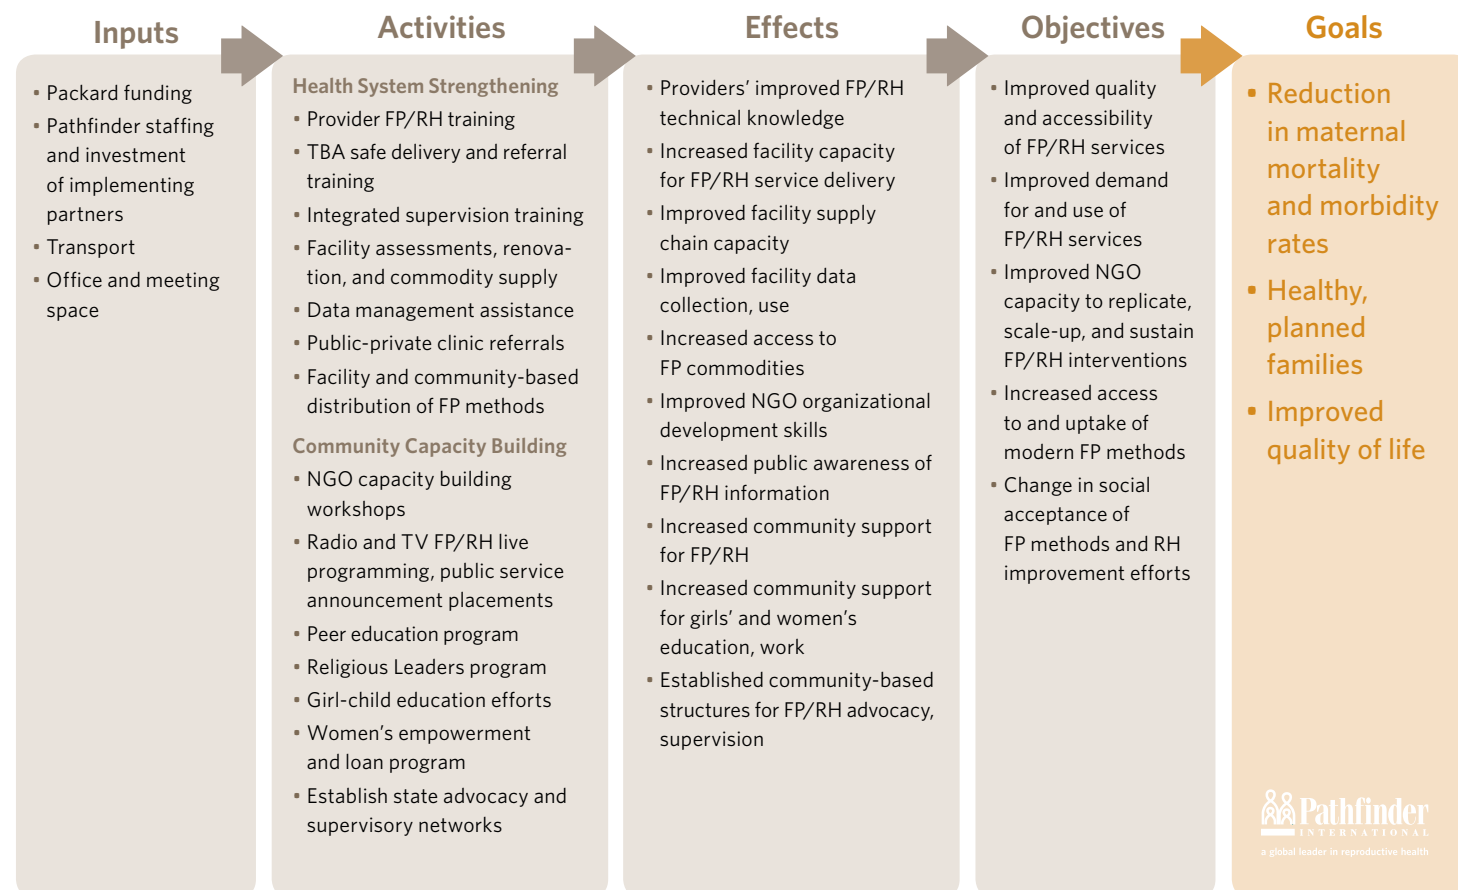 Inputs
• Packard funding
• Pathfinder staffing
and investment
of implementing
partners
• Transport
• Office and meeting
space
Activities
Health System Strengthening
• Provider FP/RH training
• TBA safe delivery and referral
training
• Integrated supervision training
• Facility assessments, renova-
tion, and commodity supply
• Data management assistance
• Public-private clinic referrals
• Facility and community-based
distribution of FP methods
Community Capacity Building
• NGO capacity building
workshops
• Radio and TV FP/RH live
programming, public service
announcement placements
• Peer education program
• Religious Leaders program
• Girl-child education efforts
• Women's empowerment
and loan program
• Establish state advocacy and
supervisory networks
Effects
• Providers' improved FP/RH
technical knowledge
• Increased facility capacity
for FP/RH service delivery
• Improved facility supply
chain capacity
• Improved facility data
collection, use
• Increased access to
FP commodities
• Improved NGO organizational
development skills
• Increased public awareness of
FP/RH information
• Increased community support
for FP/RH
• Increased community support
for girls' and women's
education, work
• Established community-based
structures for FP/RH advocacy,
supervision
Objectives
• Improved quality
and accessibility
of FP/RH services
• Improved demand
for and use of
FP/RH services
• Improved NGO
capacity to replicate,
scale-up, and sustain
FP/RH interventions
• Increased access
to and uptake of
modern FP methods
• Change in social
acceptance of
FP methods and RH
improvement efforts
Goals
• Reduction
in maternal
mortality
and morbidity
rates
• Healthy,
planned
families
• Improved
quality of life
Pathfinder
INTERNATIONAL
a global leader in reproductive health